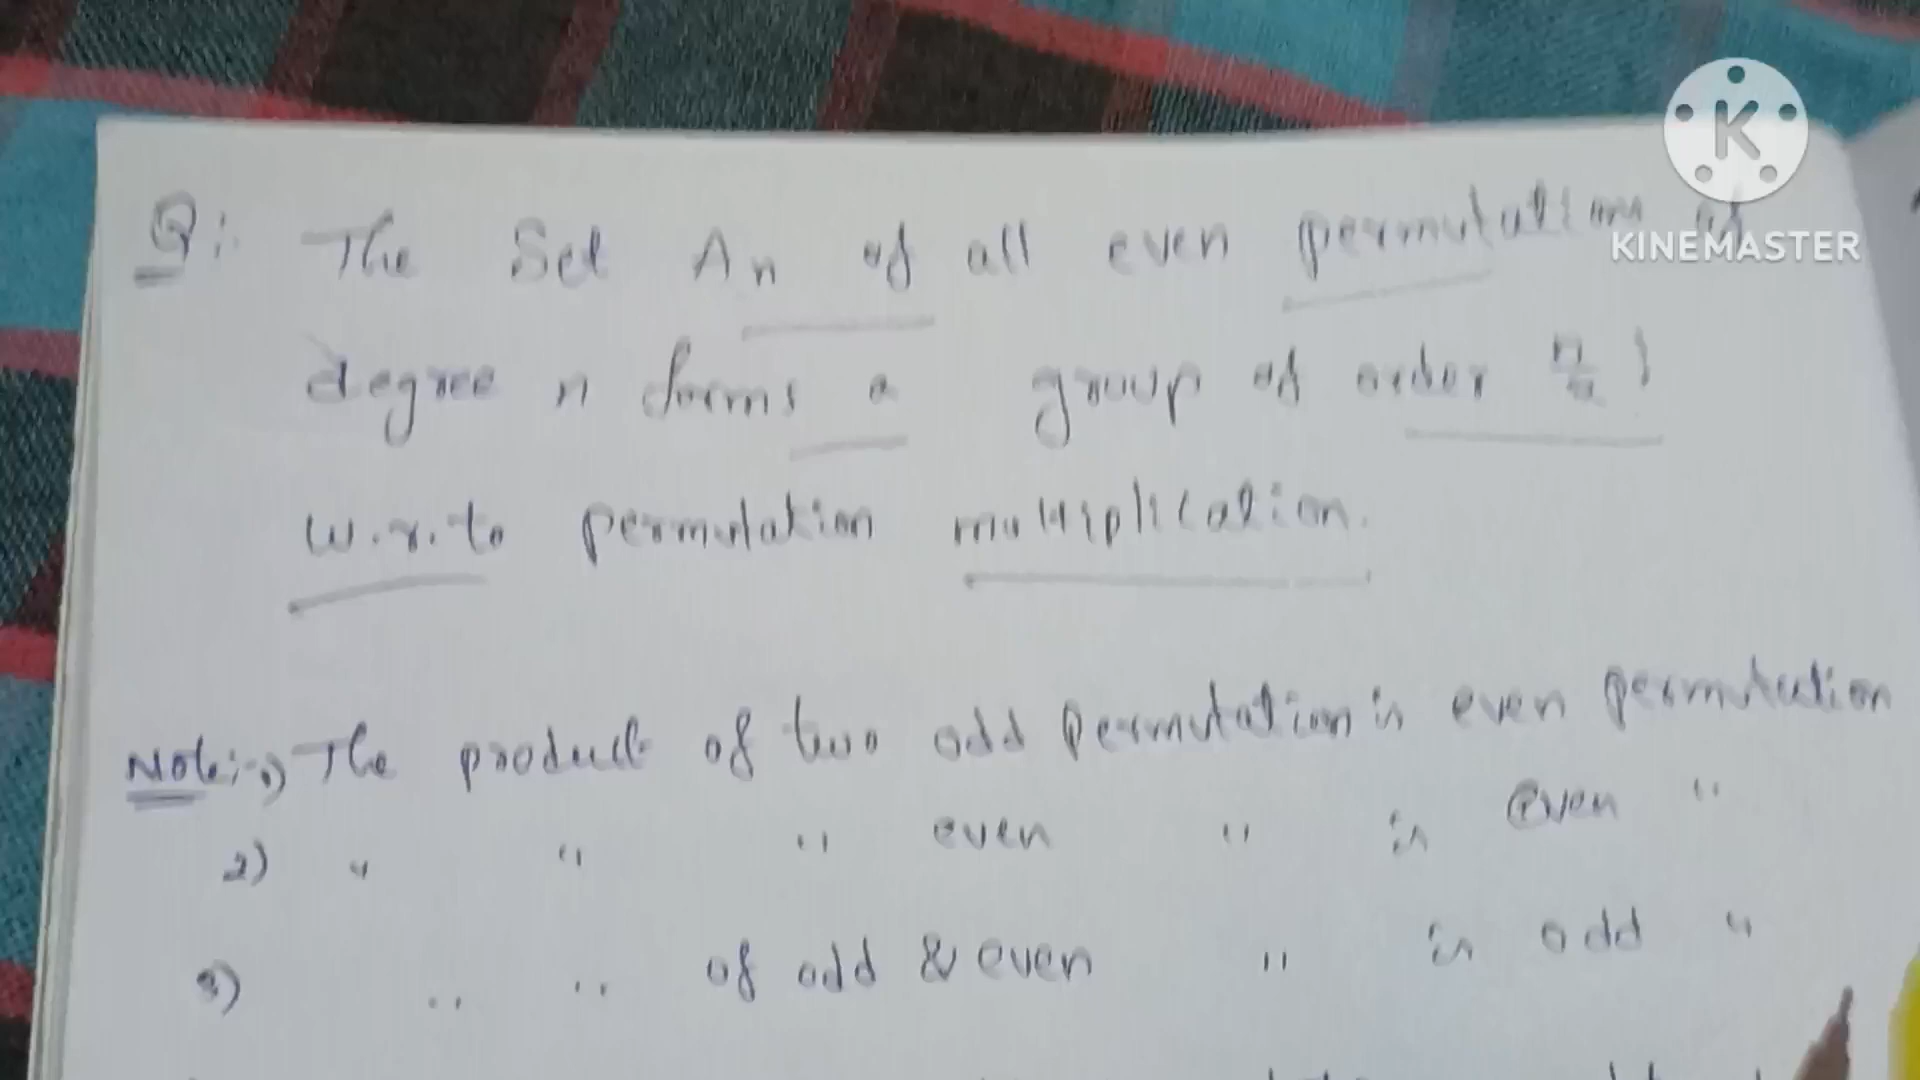 Q:- The Set An of all even permutations of
degree n forms a group of order n/2 !
w.r.to permutation multiplication.
Note:-1) The product of two odd permutation is even permutation
2) " " " even " is even "
3) " " of odd & even " is odd "
K
KINEMASTER